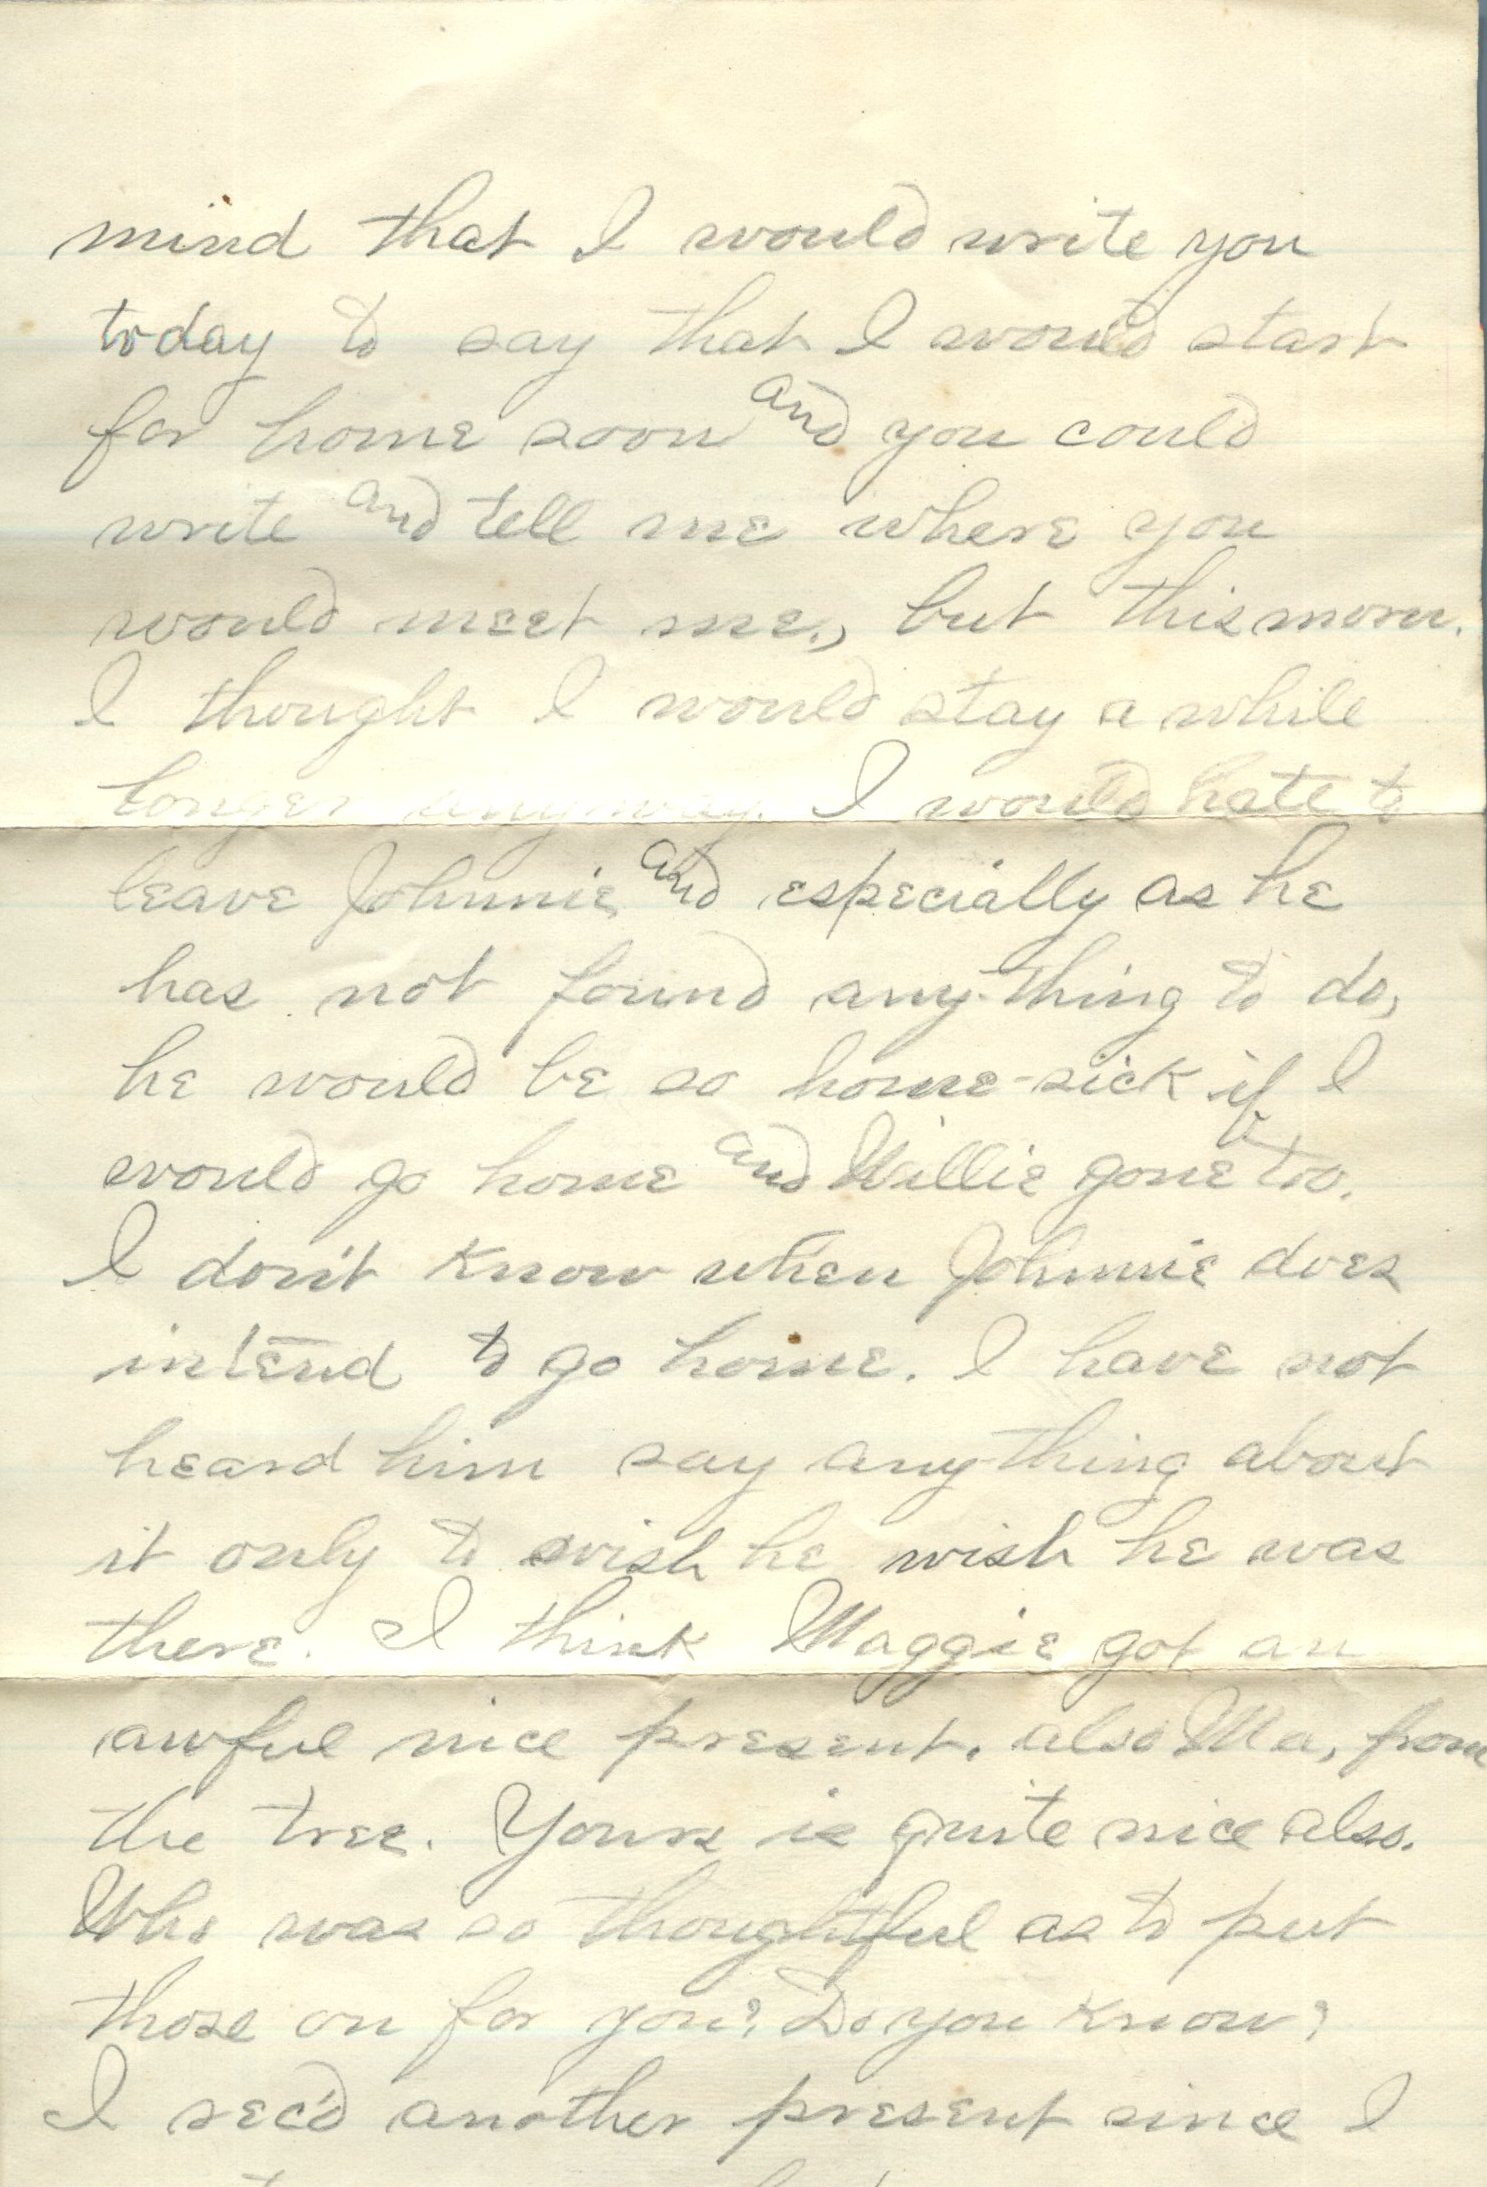 mind that I would write you
today to say that I would start
for home soon and you could
write and tell me where you
would meet me., but this morn.
I thought I would stay a while
longer anyway. I would hate to
leave Johnnie, and especially as he
has not found any-thing to do,
he would be so home-sick if I
would go home and Willie gone too.
I don't know when Johnnie does
intend to go home. I have not
heard him say any-thing about
it only to wish he wish he was
there. I think Maggie got an
awful nice present. also Ma, from
the tree. Yours is quite nice also.
Who was so thoughtful as to put
those on for you? Do you know?
I rec'd another present since I